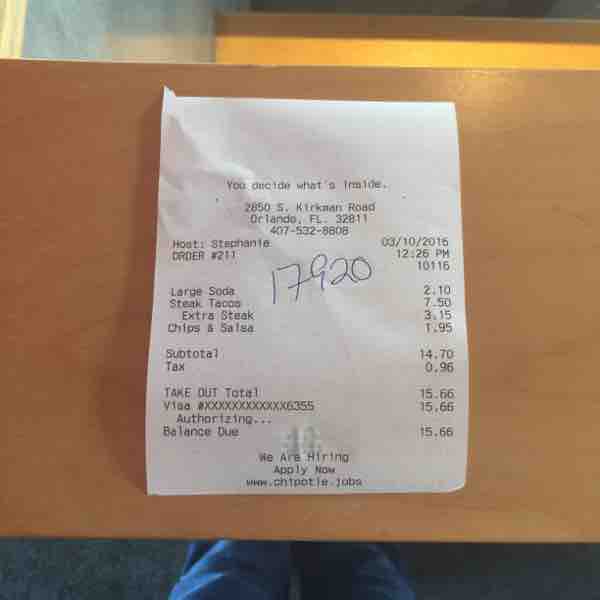 You decide what's inside.
2850 S. Kirkman Road
Orlando, FL. 32811
407-532-8808
Host: Stephanie 03/10/2016
ORDER #211 12:26 PM
10116
17920
Large Soda 2.10
Steak Tacos 7.50
Extra Steak 3.15
Chips & Salsa 1.95
Subtotal 14.70
Tax 0.96
TAKE OUT Total 15.66
Visa #XXXXXXXXXXXX6355 15.66
Authorizing...
Balance Due 15.66
We Are Hiring
Apply Now
www.chipotle.jobs